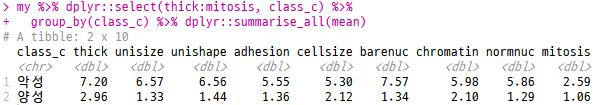 > my %>% dplyr::select(thick:mitosis, class_c) %>%
+   group_by(class_c) %>% dplyr::summarise_all(mean)
# A tibble: 2 x 10
class_c thick unisize unishape adhesion cellsize barenuc chromatin normnuc mitosis
<chr> <dbl> <dbl> <dbl> <dbl> <dbl> <dbl> <dbl> <dbl> <dbl>
1 악성 7.20 6.57 6.56 5.55 5.30 7.57 5.98 5.86 2.59
2 양성 2.96 1.33 1.44 1.36 2.12 1.34 2.10 1.29 1.06